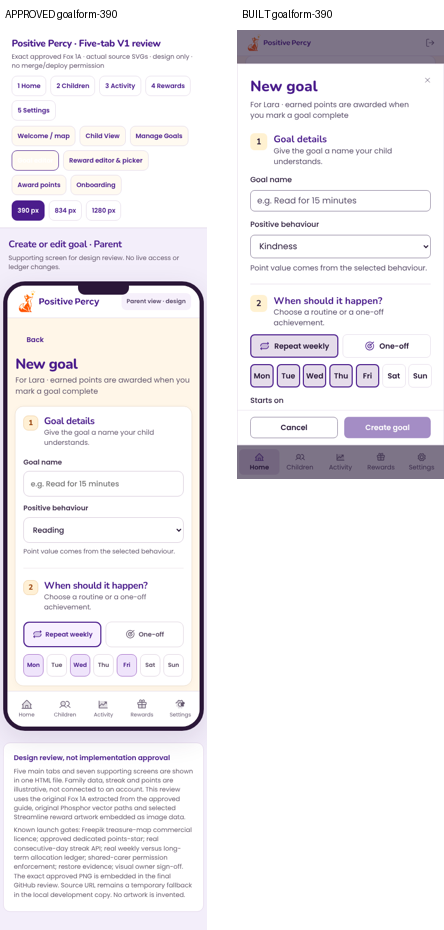 APPROVED goalform-390
Positive Percy · Five-tab V1 review
Exact approved Fox 1A · actual source SVGs · design only ·
no merge/deploy permission
1 Home
2 Children
3 Activity
4 Rewards
5 Settings
Welcome / map
Child View
Manage Goals
Reward editor & picker
Award points
Onboarding
390 px
834 px
1280 px
Create or edit goal · Parent
Supporting screen for design review. No live access or
ledger changes.
Positive Percy
Parent view · design
Back
New goal
For Lara · earned points are awarded when you
mark a goal complete
1
Goal details
Give the goal a name your child
understands.
Goal name
e.g. Read for 15 minutes
Positive behaviour
Reading
Point value comes from the selected behaviour.
2
When should it happen?
Choose a routine or a one-off
achievement.
Repeat weekly
One-off
Mon
Tue
Wed
Thu
Fri
Sat
Sun
Home
Children
Activity
Rewards
Settings
Design review, not implementation approval
Five main tabs and seven supporting screens are shown
in one HTML file. Family data, streak and points are
illustrative, not connected to an account. This review
uses the original Fox 1A extracted from the approved
guide, original Phosphor vector paths and selected
Streamline reward artwork embedded as image data.
Known launch gates: Freepik treasure-map commercial
licence; approved dedicated points-star; real
consecutive-day streak API; real weekly versus long-
term allocation ledger; shared-carer permission
enforcement; restore evidence; visual owner sign-off.
The exact approved PNG is embedded in the final
GitHub review. Source URL remains a temporary fallback
in the local development copy. No artwork is invented.
BUILT goalform-390
Positive Percy
New goal
For Lara · earned points are awarded when
you mark a goal complete
1
Goal details
Give the goal a name your child
understands.
Goal name
e.g. Read for 15 minutes
Positive behaviour
Kindness
Point value comes from the selected behaviour.
2
When should it happen?
Choose a routine or a one-off
achievement.
Repeat weekly
One-off
Mon
Tue
Wed
Thu
Fri
Sat
Sun
Starts on
Cancel
Create goal
Home
Children
Activity
Rewards
Settings